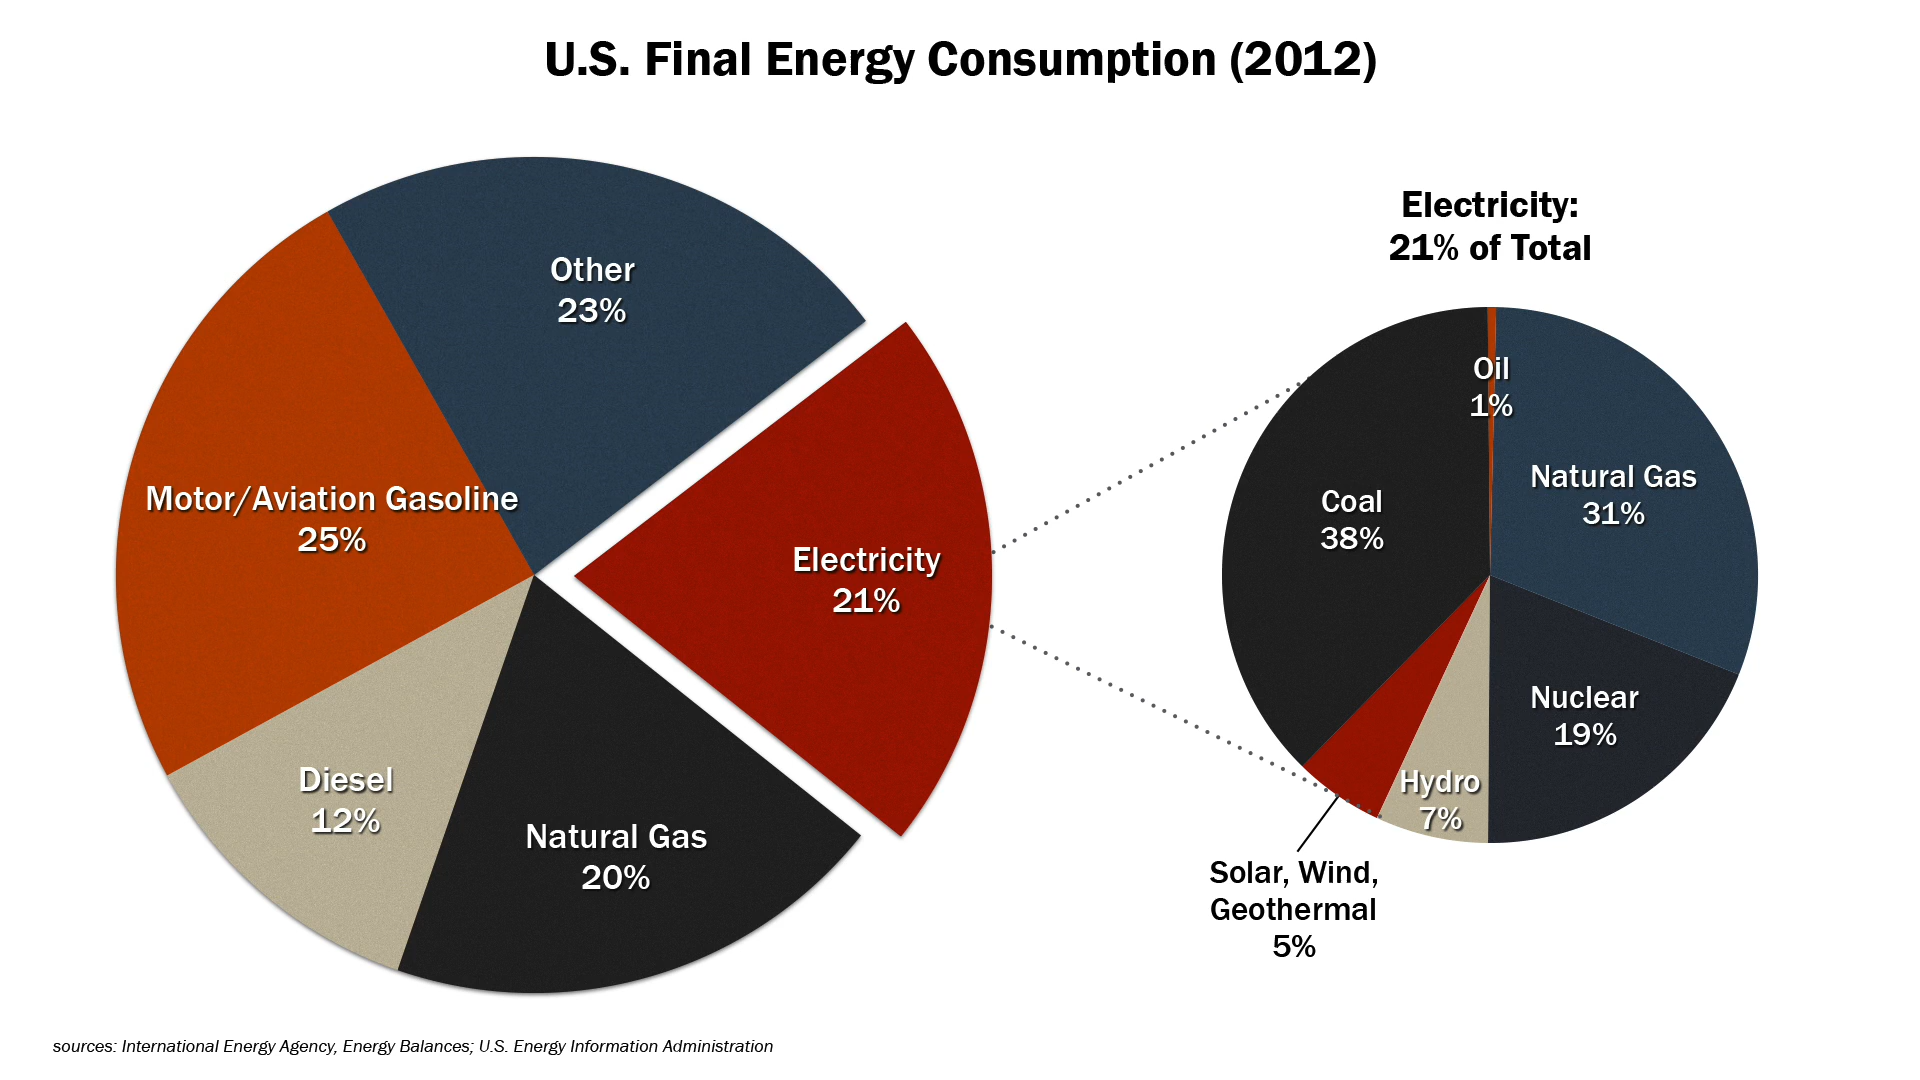 U.S. Final Energy Consumption (2012)
Other
23%
Motor/Aviation Gasoline
25%
Electricity
21%
Diesel
12%
Natural Gas
20%
Electricity:
21% of Total
Oil
1%
Natural Gas
31%
Coal
38%
Nuclear
19%
Hydro
7%
Solar, Wind,
Geothermal
5%
sources: International Energy Agency, Energy Balances; U.S. Energy Information Administration